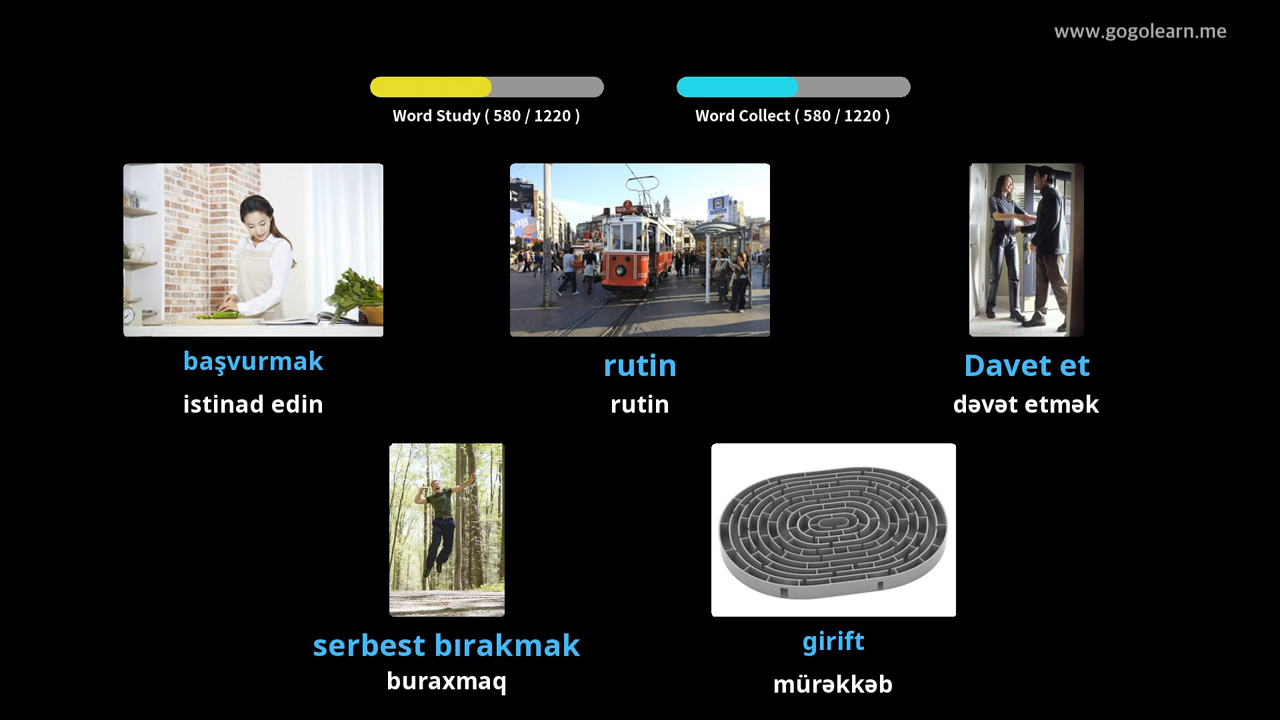 www.gogolearn.me
Word Study ( 580 / 1220 )
Word Collect ( 580 / 1220 )
başvurmak
istinad edin
rutin
rutin
Davet et
dəvət etmək
serbest bırakmak
buraxmaq
girift
mürəkkəb